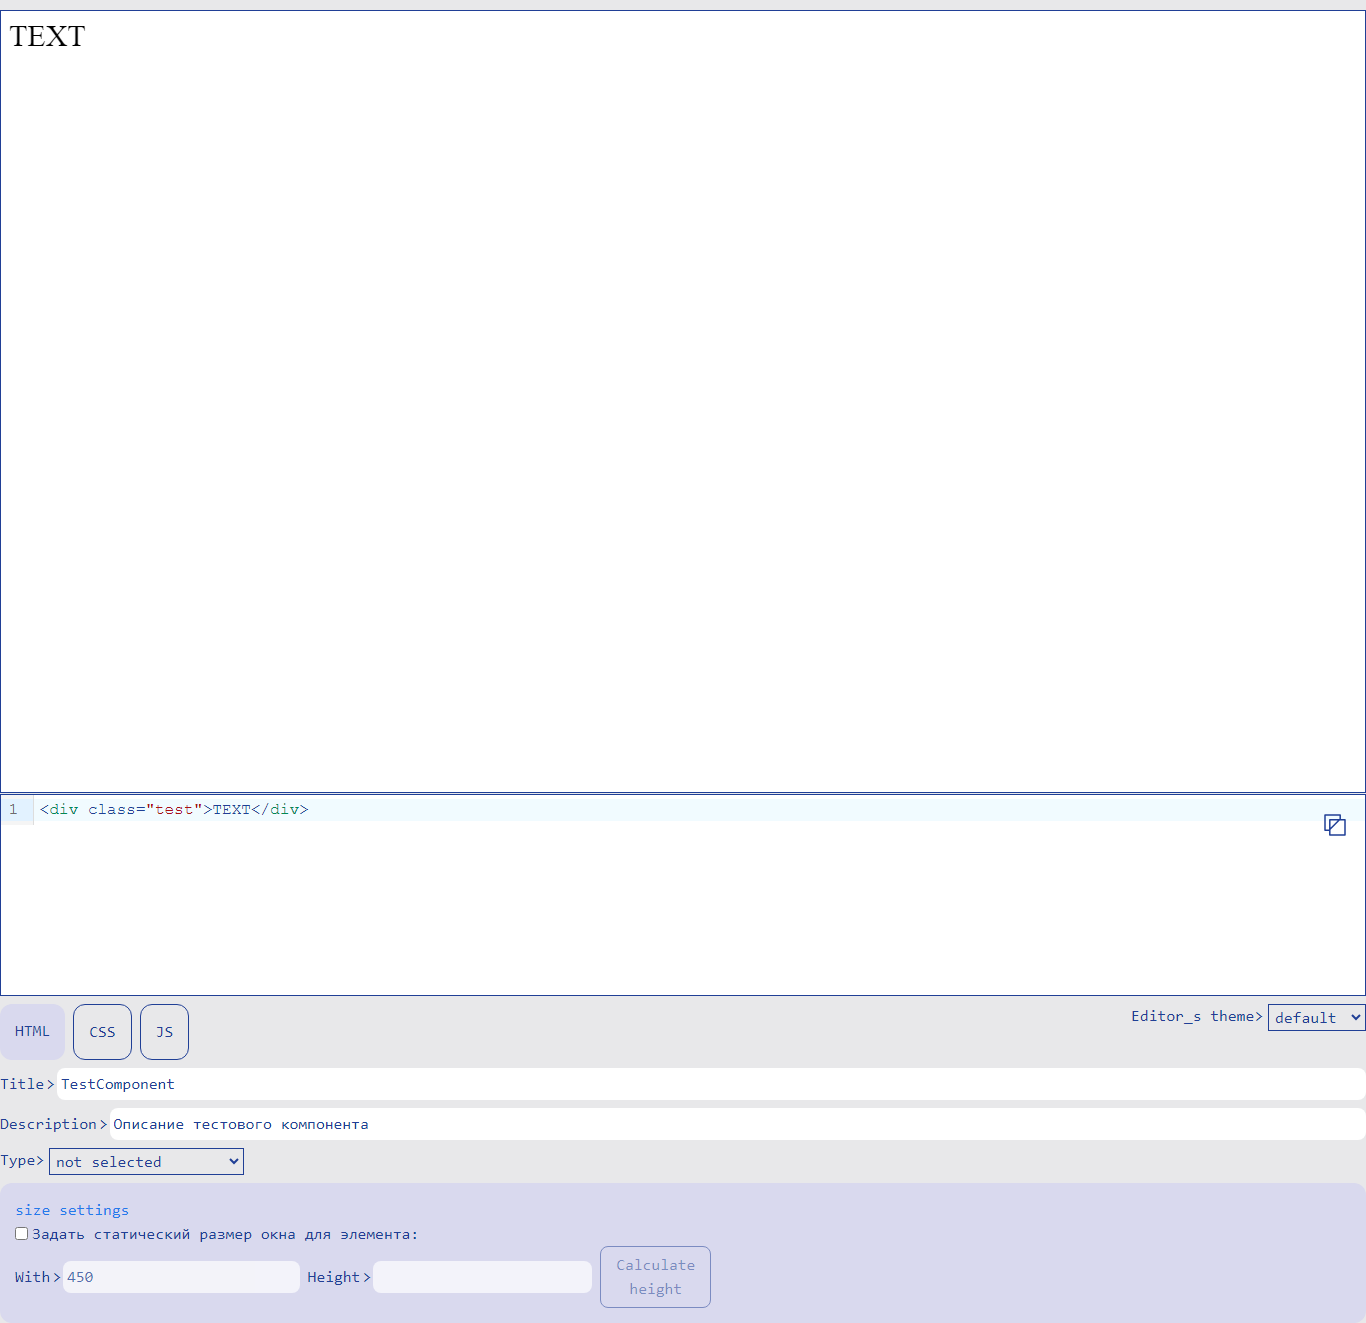 TEXT
1 <div class="test">TEXT</div>
HTML CSS JS Editor_s theme> default
Title> TestComponent
Description> Описание тестового компонента
Type> not selected
size settings
Задать статический размер окна для элемента:
With> 450 Height> Calculate
height